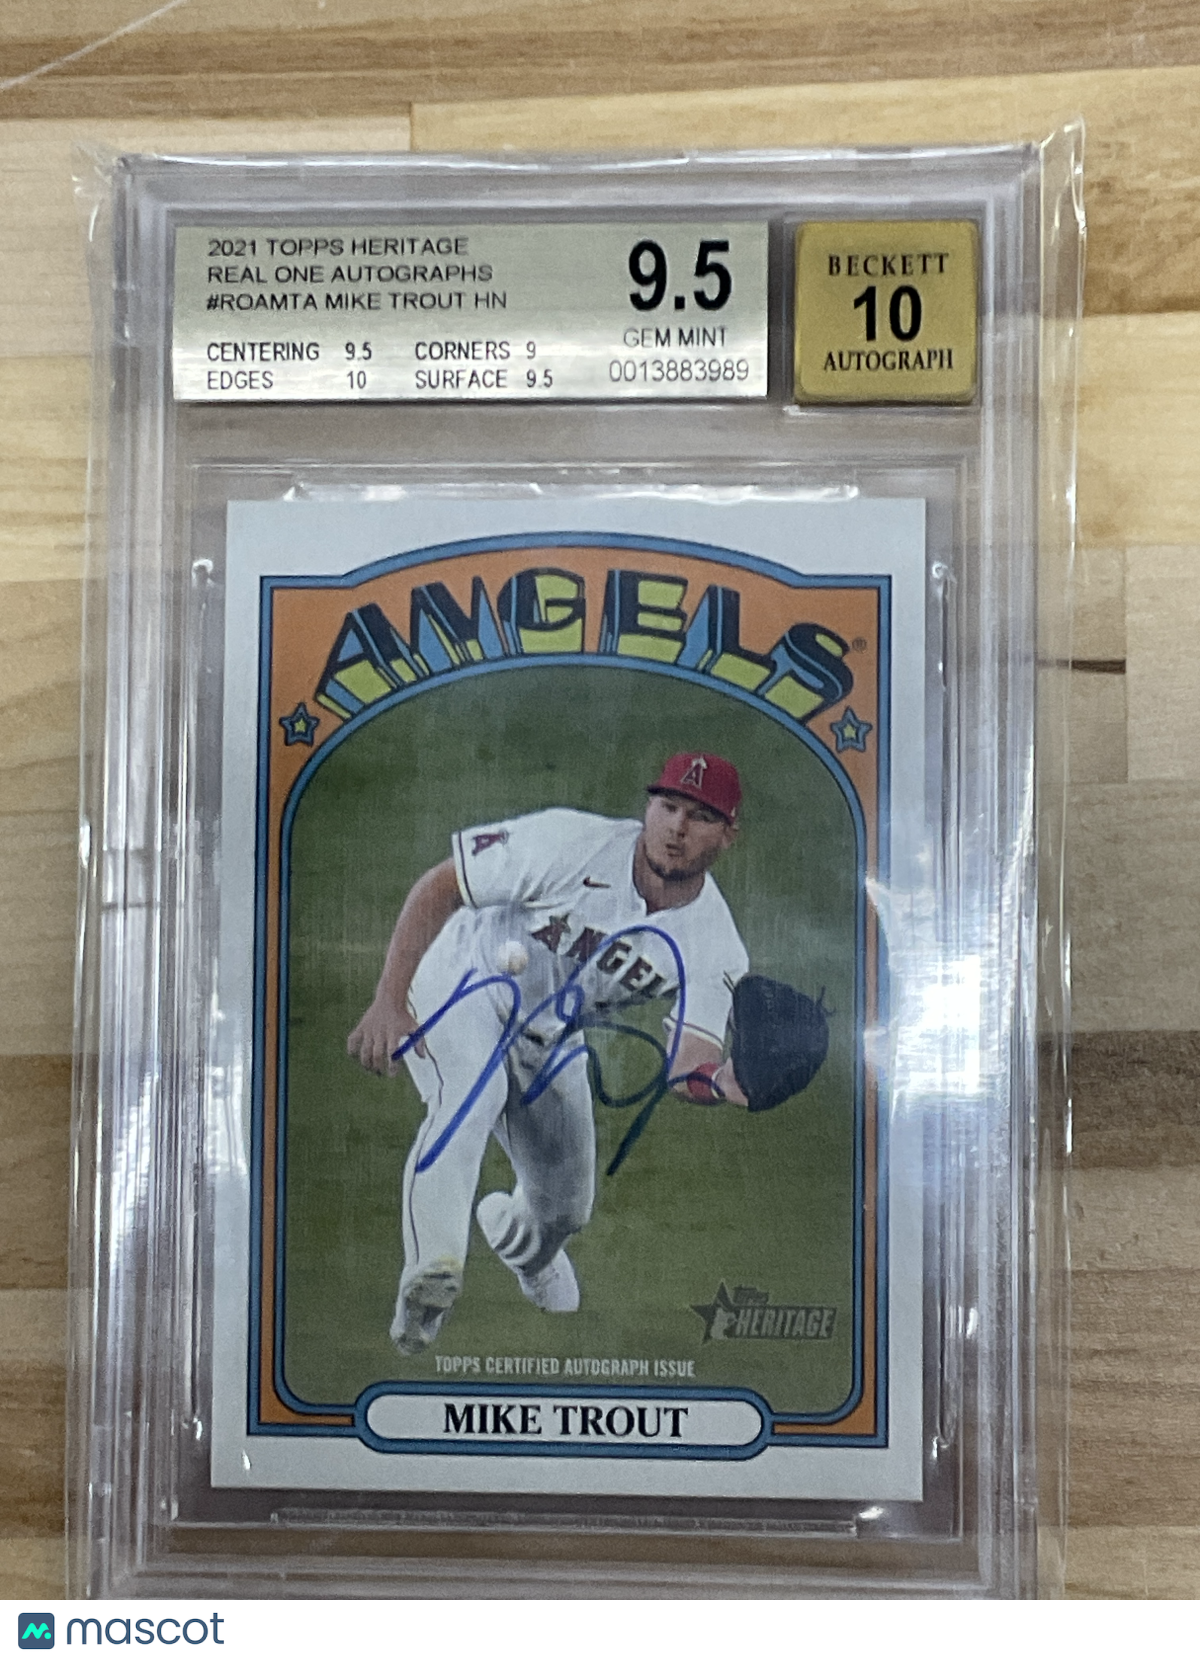 2021 TOPPS HERITAGE
REAL ONE AUTOGRAPHS
#ROAMTA MIKE TROUT HN
CENTERING 9.5 CORNERS 9
EDGES 10 SURFACE 9.5
9.5
GEM MINT
0013883989
BECKETT
10
AUTOGRAPH
ANGELS®
A
A
ANGEL
Topps
HERITAGE
TOPPS CERTIFIED AUTOGRAPH ISSUE
MIKE TROUT
mascot